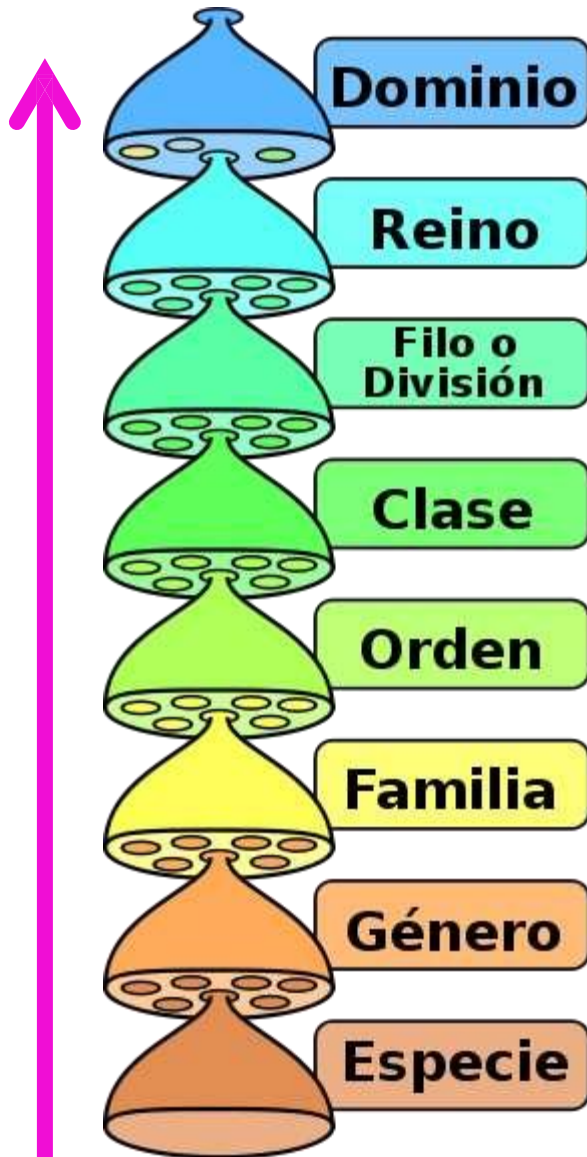 Dominio
Reino
Filo o
División
Clase
Orden
Familia
Género
Especie